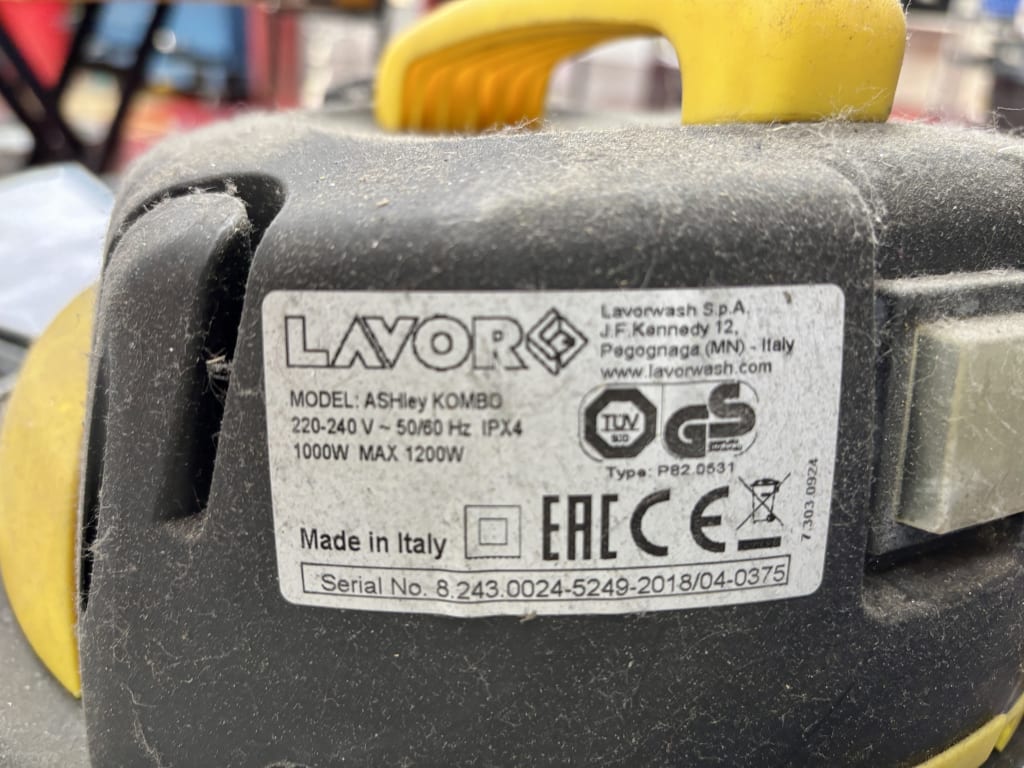 LAVOR
Lavorwash S.p.A.
J.F.Kennedy 12,
Pegognaga (MN) - Italy
www.lavorwash.com
MODEL: ASHley KOMBO
220-240 V ~ 50/60 Hz IPX4
1000W MAX 1200W
TÜV
SÜD
GS
Type: P82.0531
Made in Italy
EAC CE
7.303.0924
Serial No. 8.243.0024-5249-2018/04-0375